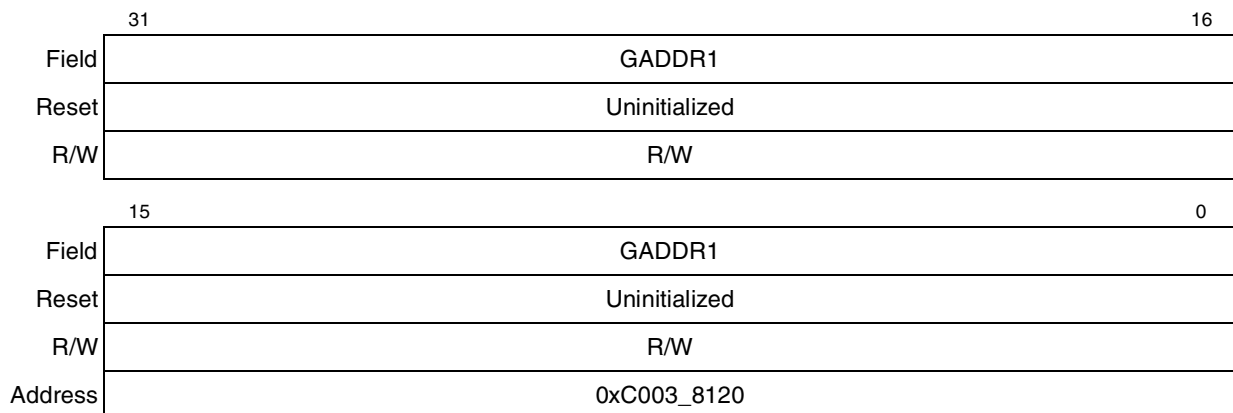 31 16
Field GADDR1
Reset Uninitialized
R/W R/W
15 0
Field GADDR1
Reset Uninitialized
R/W R/W
Address 0xC003_8120